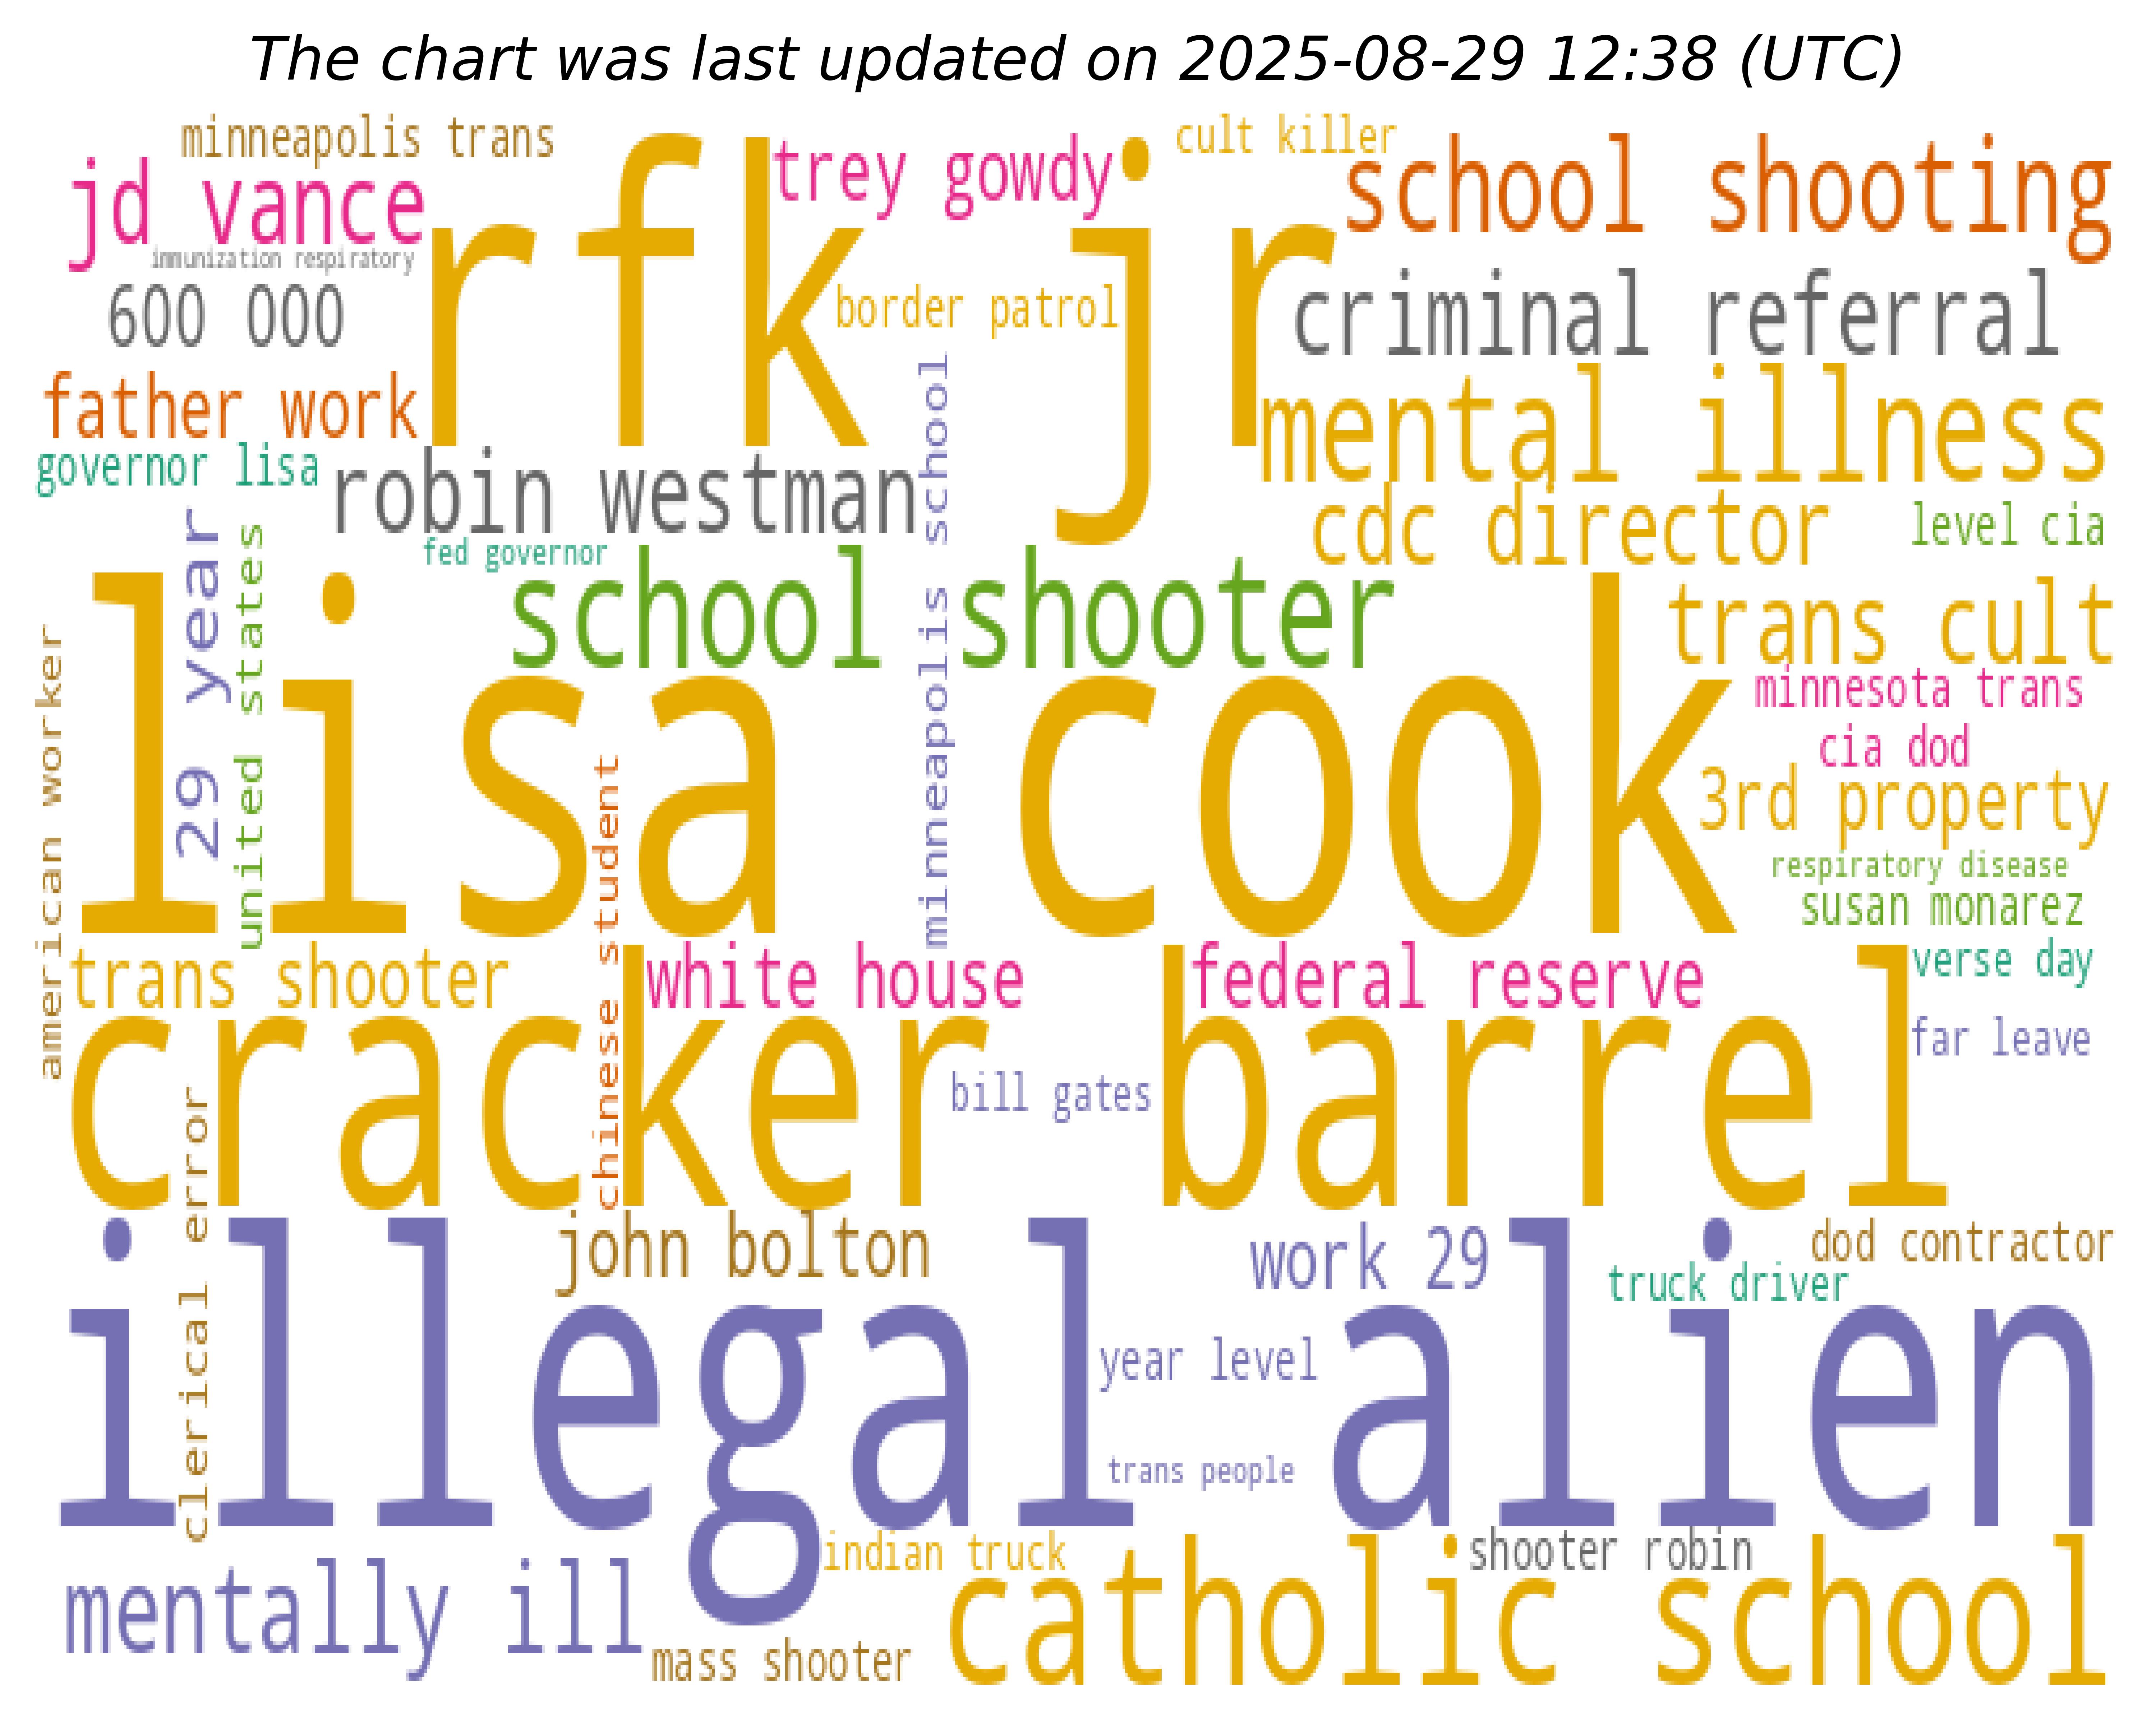 The chart was last updated on 2025-08-29 12:38 (UTC)
minneapolis trans
cult killer
trey gowdy
school shooting
jd vance
rfk jr
immunization respiratory
600 000
border patrol
criminal referral
father work
mental illness
governor lisa
robin westman
minneapolis school
cdc director
level cia
29 year
united states
fed governor
school shooter
trans cult
american worker
lisa cook
minnesota trans
cia dod
3rd property
chinese student
respiratory disease
susan monarez
trans shooter
white house
federal reserve
verse day
cracker barrel
far leave
bill gates
clerical error
john bolton
work 29
dod contractor
truck driver
illegal alien
year level
trans people
indian truck
shooter robin
mentally ill
catholic school
mass shooter